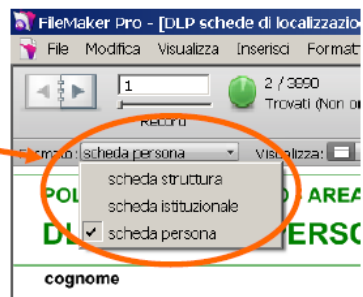 FileMaker Pro - [DLP schede di localizzazio
File Modifica Visualizza Inserisci Format
1
2 / 3890
Trovati (Non o
Record
Formato: scheda persona Visualizza:
scheda struttura
scheda istituzionale
scheda persona
POL AREA
DL ERSO
cognome